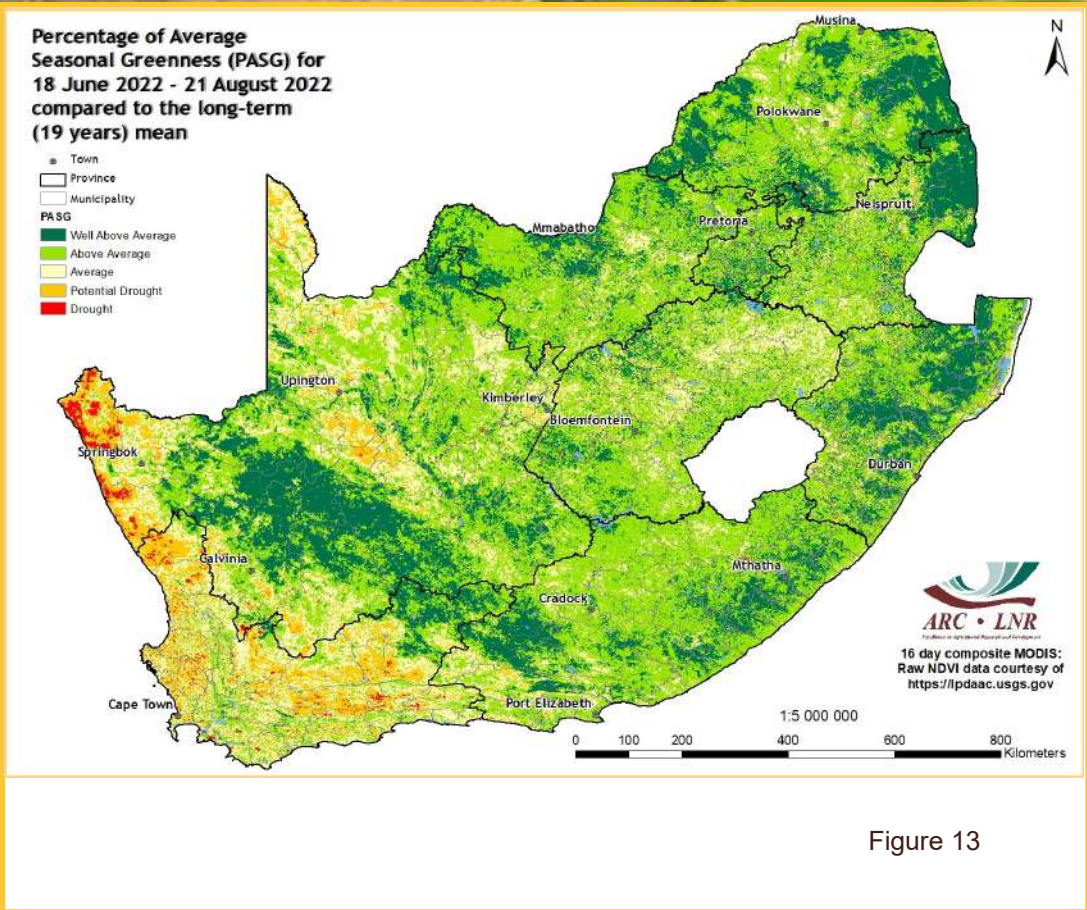 Percentage of Average
Seasonal Greenness (PASG) for
18 June 2022 - 21 August 2022
compared to the long-term
(19 years) mean
Town
Province
Municipality
PASG
Well Above Average
Above Average
Average
Potential Drought
Drought
N
Musina
Polokwane
Nelspruit
Pretoria
Mmabatho
Upington
Kimberley
Bloemfontein
Springbok
Durban
Calvinia
Mthatha
Cradock
Cape Town
Port Elizabeth
ARC • LNR
16 day composite MODIS:
Raw NDVI data courtesy of
https://lpdaac.usgs.gov
1:5 000 000
0 100 200 400 600 800
Kilometers
Figure 13